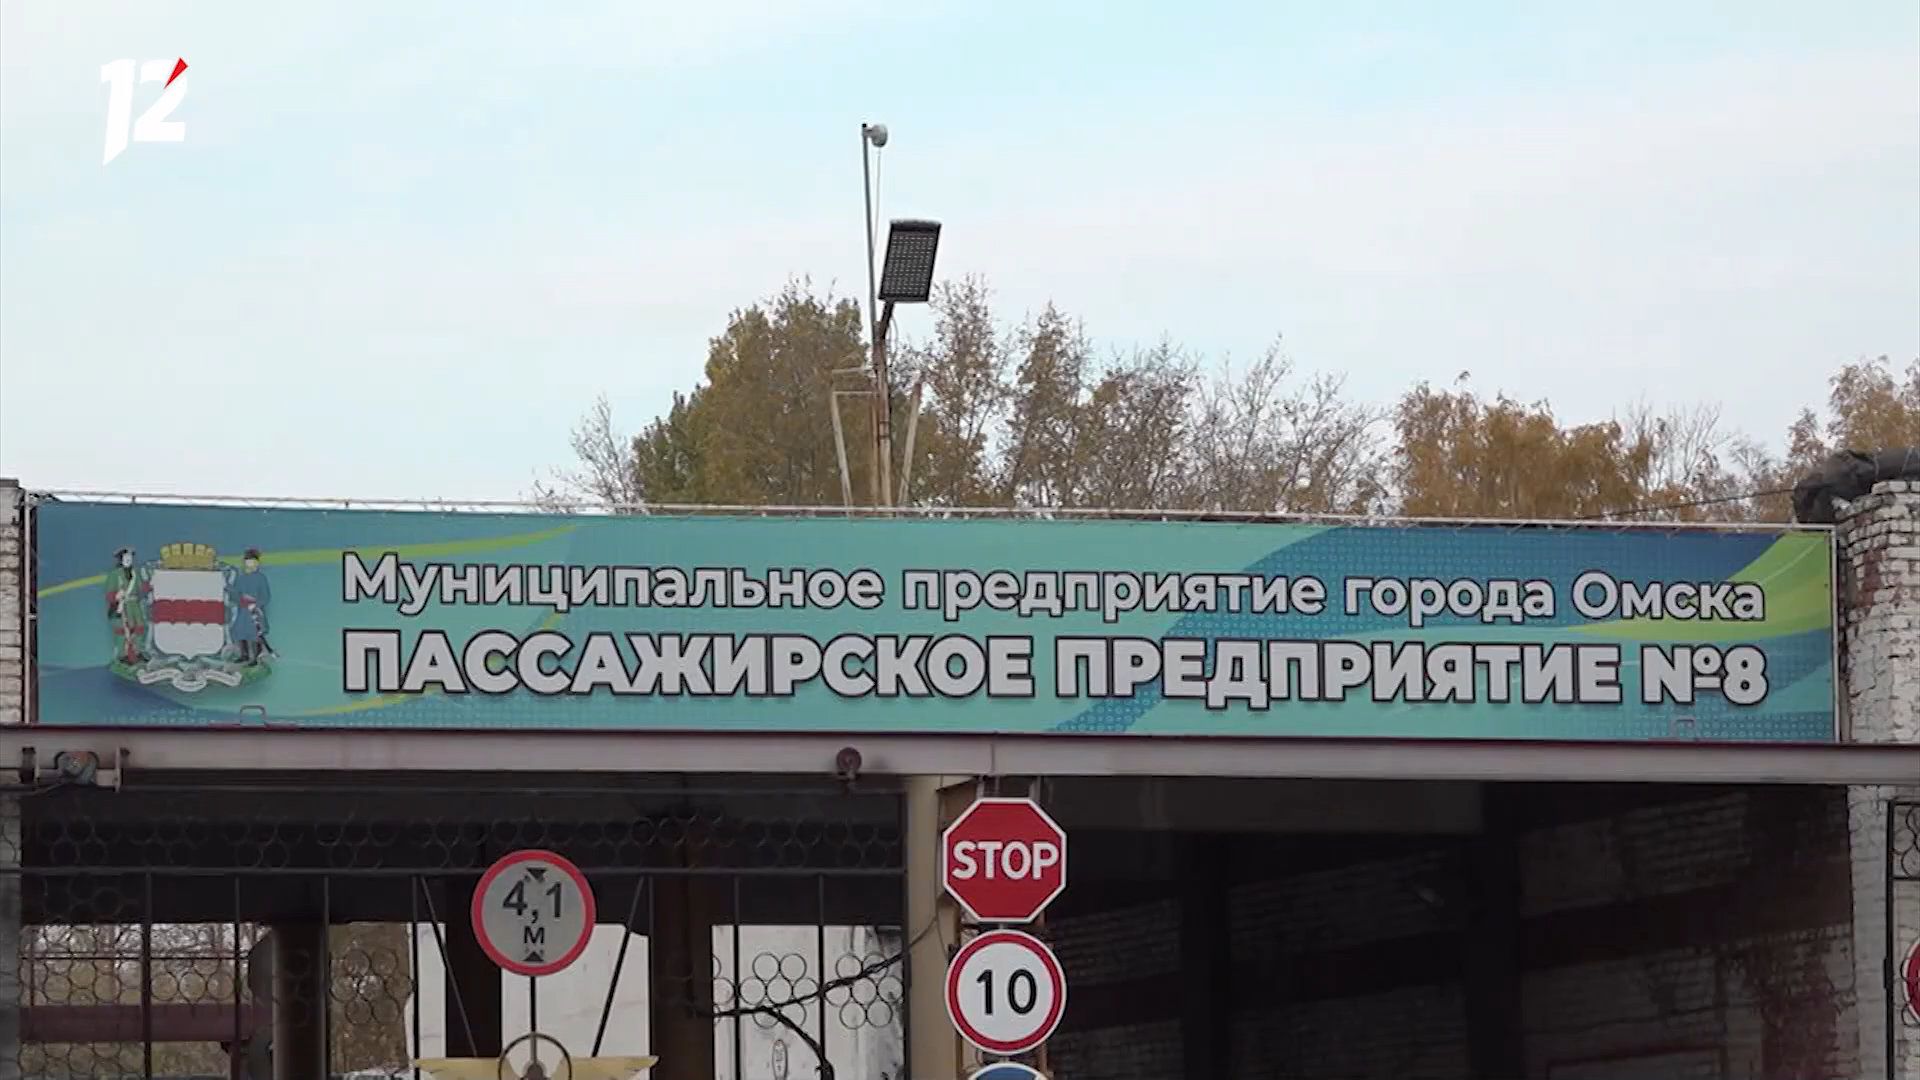 12
Муниципальное предприятие города Омска
ПАССАЖИРСКОЕ ПРЕДПРИЯТИЕ №8
STOP
4,1
м
10